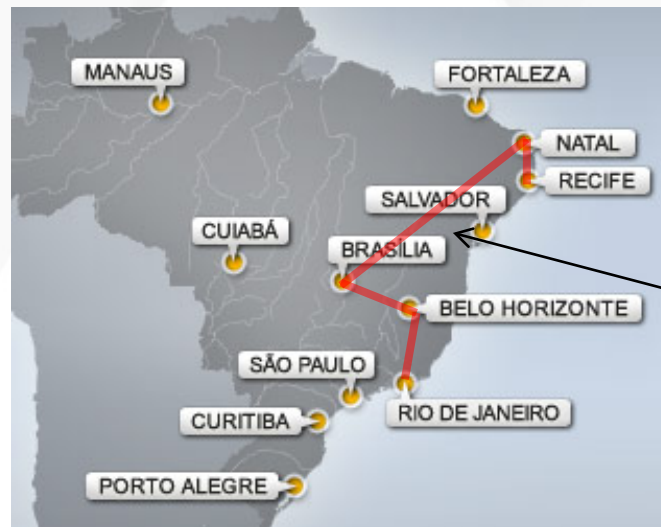 MANAUS
FORTALEZA
NATAL
RECIFE
SALVADOR
CUIABÁ
BRASÍLIA
BELO HORIZONTE
SÃO PAULO
RIO DE JANEIRO
CURITIBA
PORTO ALEGRE